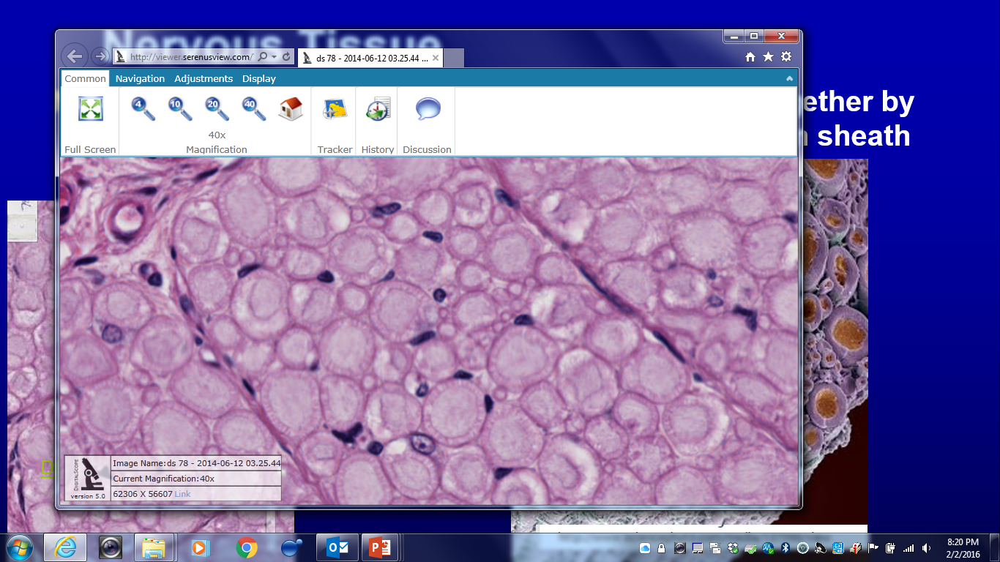 Nervous Tissue
http://viewer.serenusview.com/
ds 78 - 2014-06-12 03.25.44 ...
Common Navigation Adjustments Display
ether by
sheath
4 10 20 40
40x
Full Screen Magnification Tracker History Discussion
DIGITALSCOPE
version 5.0
Image Name:ds 78 - 2014-06-12 03.25.44
Current Magnification:40x
62306 X 56607 Link
8:20 PM
2/2/2016